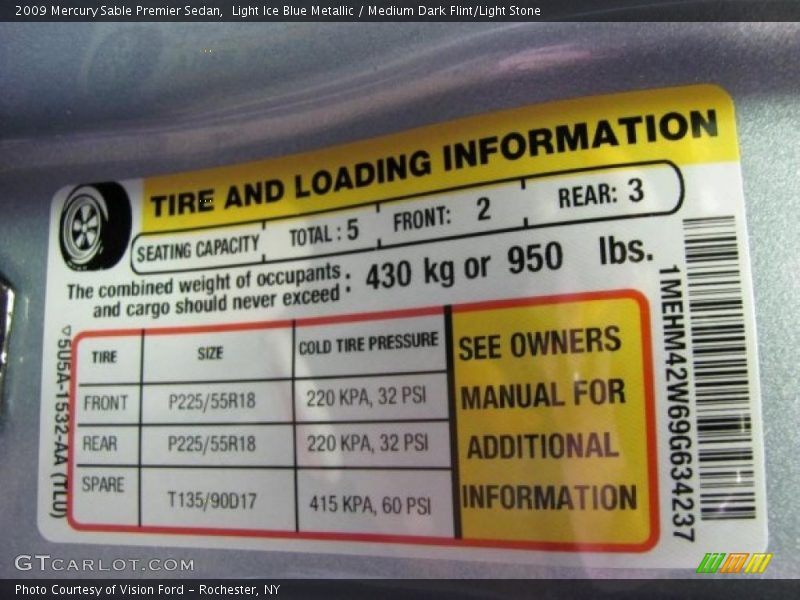 2009 Mercury Sable Premier Sedan,  Light Ice Blue Metallic / Medium Dark Flint/Light Stone
TIRE AND LOADING INFORMATION
SEATING CAPACITY TOTAL : 5 FRONT: 2 REAR: 3
The combined weight of occupants
and cargo should never exceed : 430 kg or 950 lbs.
TIRE SIZE COLD TIRE PRESSURE
FRONT P225/55R18 220 KPA, 32 PSI
REAR P225/55R18 220 KPA, 32 PSI
SPARE T135/90D17 415 KPA, 60 PSI
SEE OWNERS
MANUAL FOR
ADDITIONAL
INFORMATION
5U5A-1532-AA (TLU)
1MEHM42W69G634237
GTCARLOT.COM
Photo Courtesy of Vision Ford – Rochester, NY